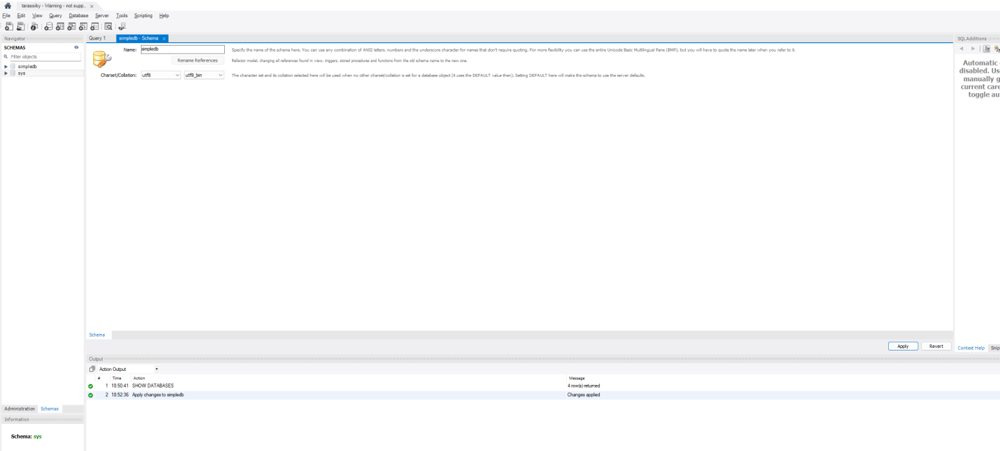 tarassiky - Warning - not supp...
File Edit View Query Database Server Tools Scripting Help
Navigator
SCHEMAS
Filter objects
simpledb
sys
Query 1 simpledb - Schema
Name: simpledb
Specify the name of the schema here. You can use any combination of ANSI letters, numbers and the underscore character for names that don't require quoting. For more flexibility you can use the entire Unicode Basic Multilingual Pane (BMP), but you will have to quote the name later when you refer to it.
Rename References
Refactor model, changing all references found in view, triggers, stored procedures and functions from the old schema name to the new one.
Charset/Collation: utf8 utf8_bin
The character set and its collation selected here will be used when no other charset/collation is set for a database object (it uses the DEFAULT value then). Setting DEFAULT here will make the schema to use the server defaults.
SQLAdditions
Automatic
disabled. Us
manually g
current care
toggle au
Schema
Apply Revert
Context Help Snip
Output
Action Output
# Time Action Message
1 18:50:41 SHOW DATABASES 4 row(s) returned
2 18:52:36 Apply changes to simpledb Changes applied
Administration Schemas
Information
Schema: sys